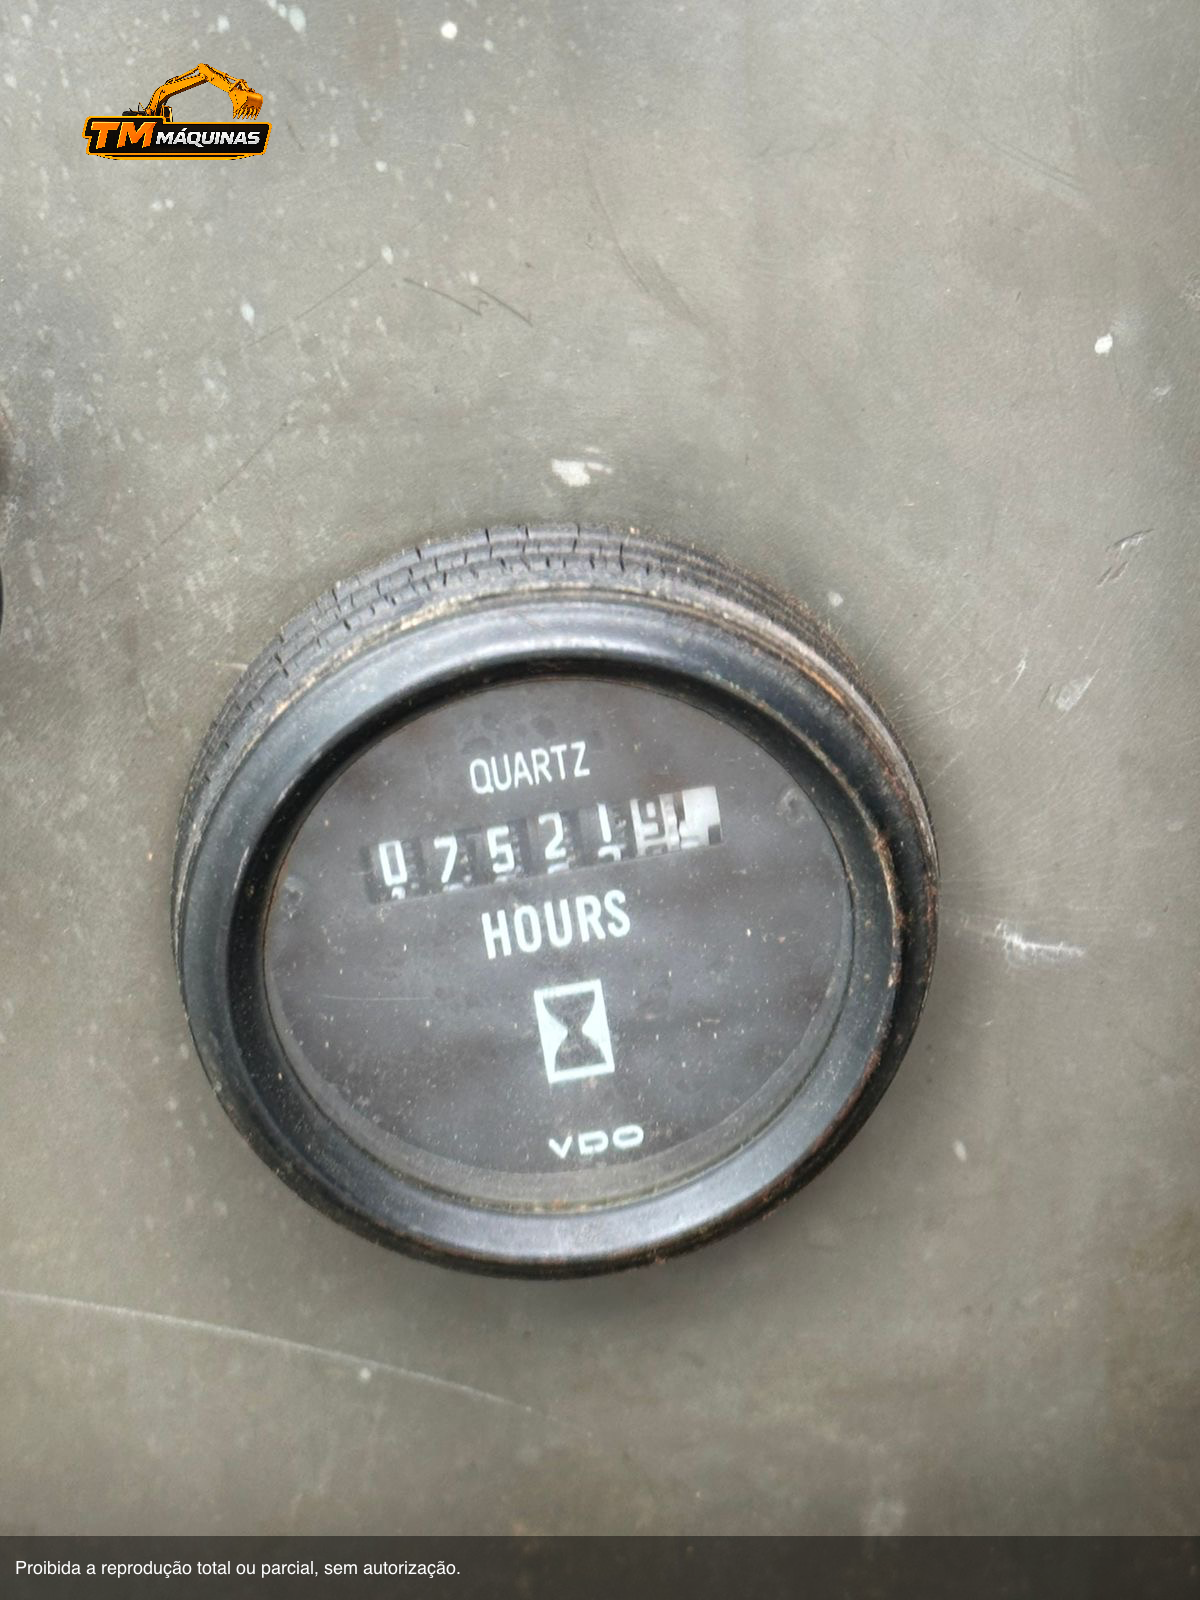 TM MÁQUINAS
QUARTZ
075219
HOURS
VDO
Proibida a reprodução total ou parcial, sem autorização.